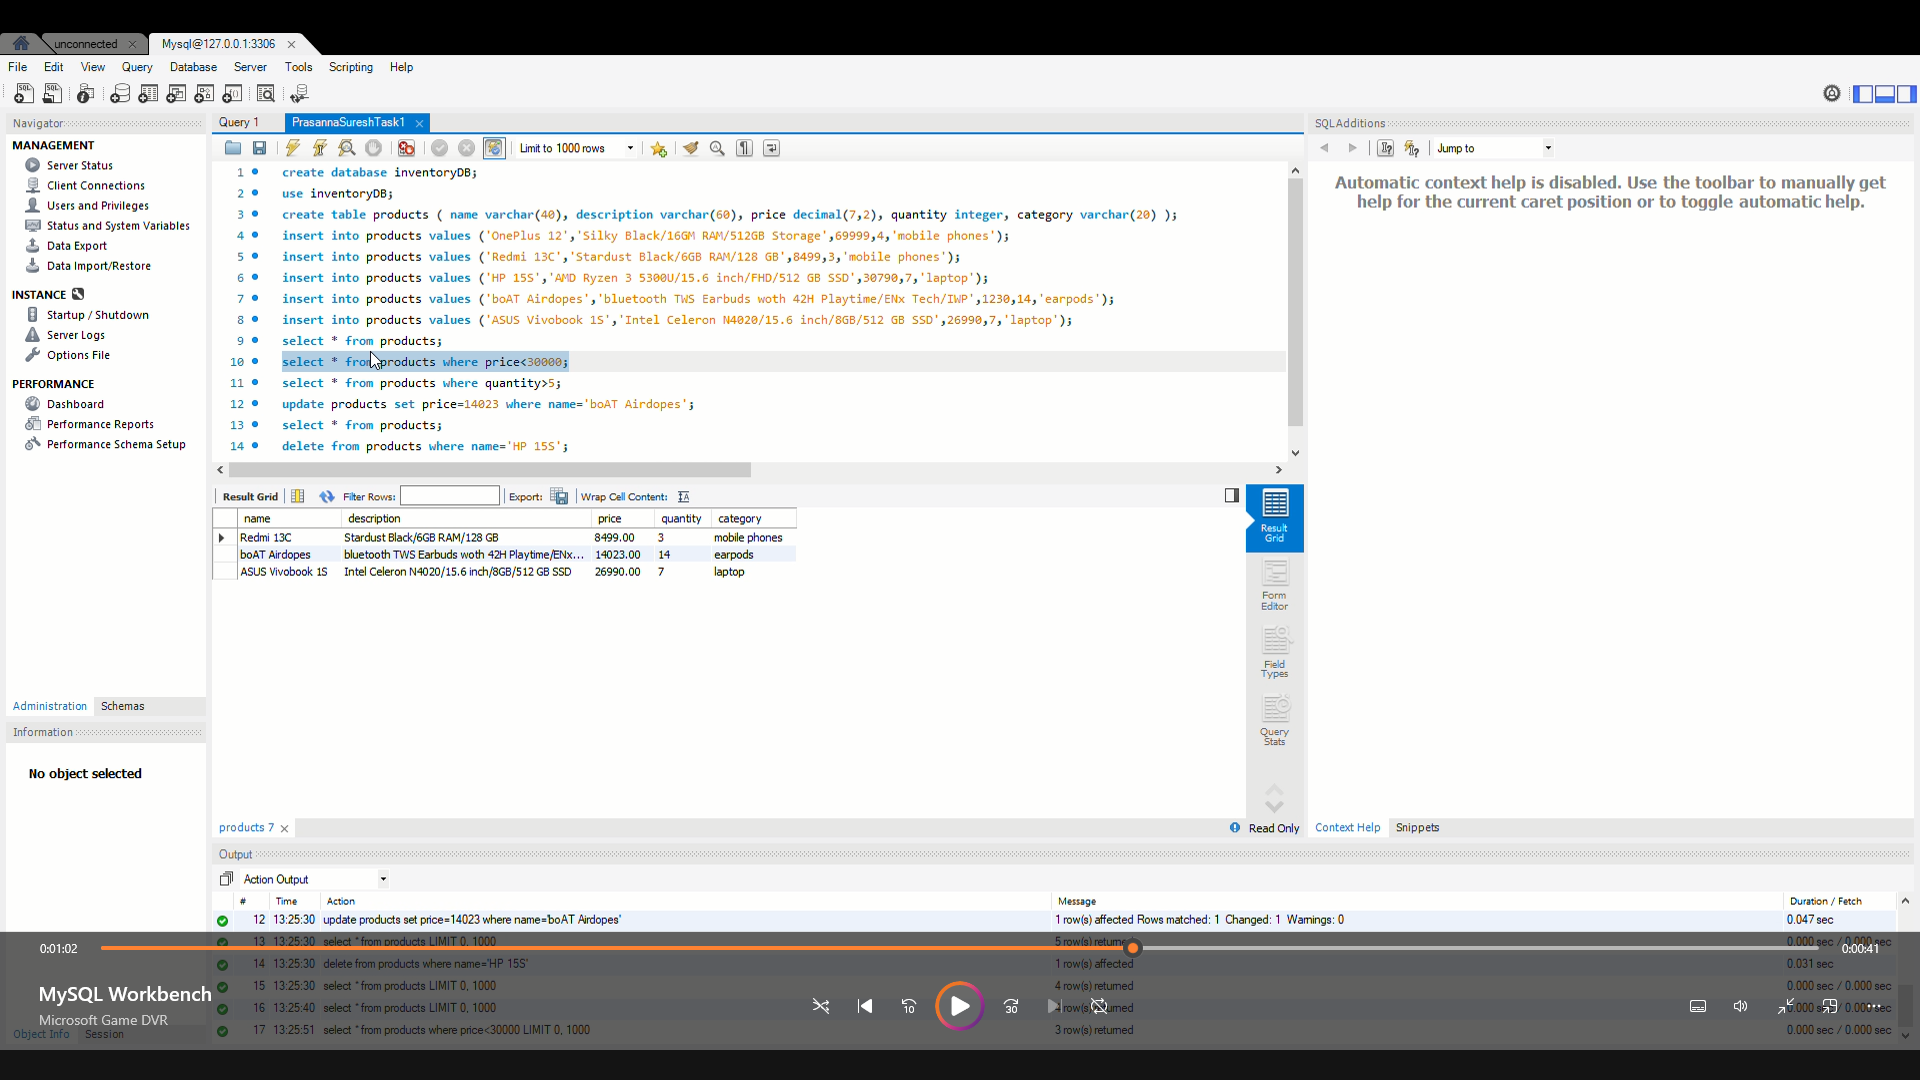 unconnected
Mysql@127.0.0.1:3306
File Edit View Query Database Server Tools Scripting Help
Navigator
MANAGEMENT
Server Status
Client Connections
Users and Privileges
Status and System Variables
Data Export
Data Import/Restore
INSTANCE
Startup / Shutdown
Server Logs
Options File
PERFORMANCE
Dashboard
Performance Reports
Performance Schema Setup
Administration Schemas
Information
No object selected
Query 1 PrasannaSureshTask1
Limit to 1000 rows
1 create database inventoryDB;
2 use inventoryDB;
3 create table products ( name varchar(40), description varchar(60), price decimal(7,2), quantity integer, category varchar(20) );
4 insert into products values ('OnePlus 12','Silky Black/16GM RAM/512GB Storage',69999,4,'mobile phones');
5 insert into products values ('Redmi 13C','Stardust Black/6GB RAM/128 GB',8499,3,'mobile phones');
6 insert into products values ('HP 15S','AMD Ryzen 3 5300U/15.6 inch/FHD/512 GB SSD',30790,7,'laptop');
7 insert into products values ('boAT Airdopes','bluetooth TWS Earbuds woth 42H Playtime/ENx Tech/IWP',1230,14,'earpods');
8 insert into products values ('ASUS Vivobook 1S','Intel Celeron N4020/15.6 inch/8GB/512 GB SSD',26990,7,'laptop');
9 select * from products;
10 select * from products where price<30000;
11 select * from products where quantity>5;
12 update products set price=14023 where name='boAT Airdopes';
13 select * from products;
14 delete from products where name='HP 15S';
Result Grid Filter Rows: Export: Wrap Cell Content:
name description price quantity category
Redmi 13C Stardust Black/6GB RAM/128 GB 8499.00 3 mobile phones
boAT Airdopes bluetooth TWS Earbuds woth 42H Playtime/ENx... 14023.00 14 earpods
ASUS Vivobook 1S Intel Celeron N4020/15.6 inch/8GB/512 GB SSD 26990.00 7 laptop
Result Grid
Form Editor
Field Types
Query Stats
products 7 Read Only
SQLAdditions
Jump to
Automatic context help is disabled. Use the toolbar to manually get
help for the current caret position or to toggle automatic help.
Context Help Snippets
Output
Action Output
# Time Action Message Duration / Fetch
12 13:25:30 update products set price=14023 where name='boAT Airdopes' 1 row(s) affected Rows matched: 1 Changed: 1 Warnings: 0 0.047 sec
13 13:25:30 select * from products LIMIT 0, 1000 5 row(s) returned 0.000 sec / 0.000 sec
0:01:02 0:00:41
14 13:25:30 delete from products where name='HP 15S' 1 row(s) affected 0.031 sec
15 13:25:30 select * from products LIMIT 0, 1000 4 row(s) returned 0.000 sec / 0.000 sec
MySQL Workbench
16 13:25:40 select * from products LIMIT 0, 1000 4 row(s) returned 0.000 sec / 0.000 sec
10 30
Microsoft Game DVR
17 13:25:51 select * from products where price<30000 LIMIT 0, 1000 3 row(s) returned 0.000 sec / 0.000 sec
Object Info Session